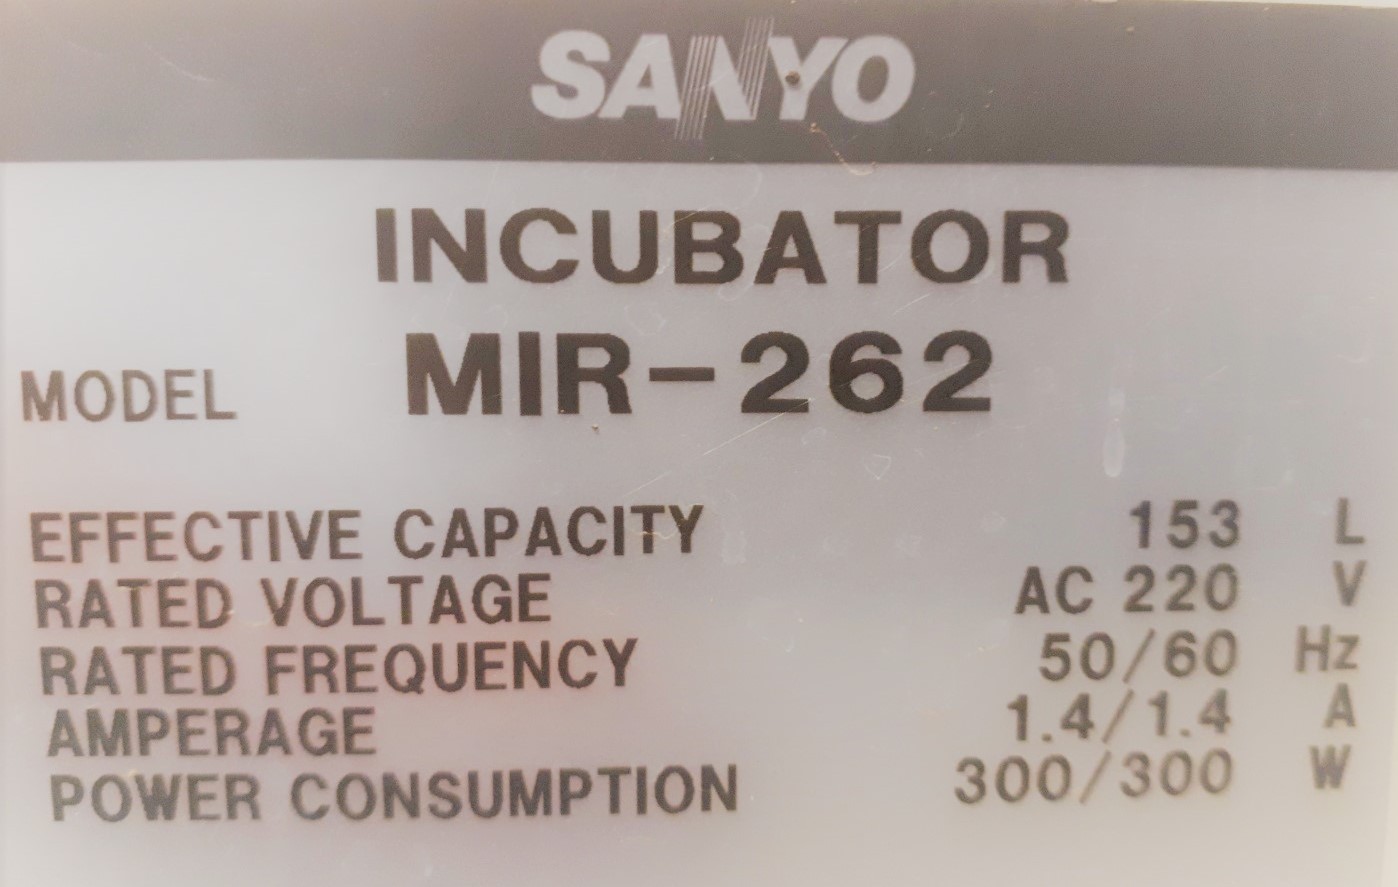 SANYO
INCUBATOR
MODEL MIR-262
EFFECTIVE CAPACITY 153 L
RATED VOLTAGE AC 220 V
RATED FREQUENCY 50/60 Hz
AMPERAGE 1.4/1.4 A
POWER CONSUMPTION 300/300 W